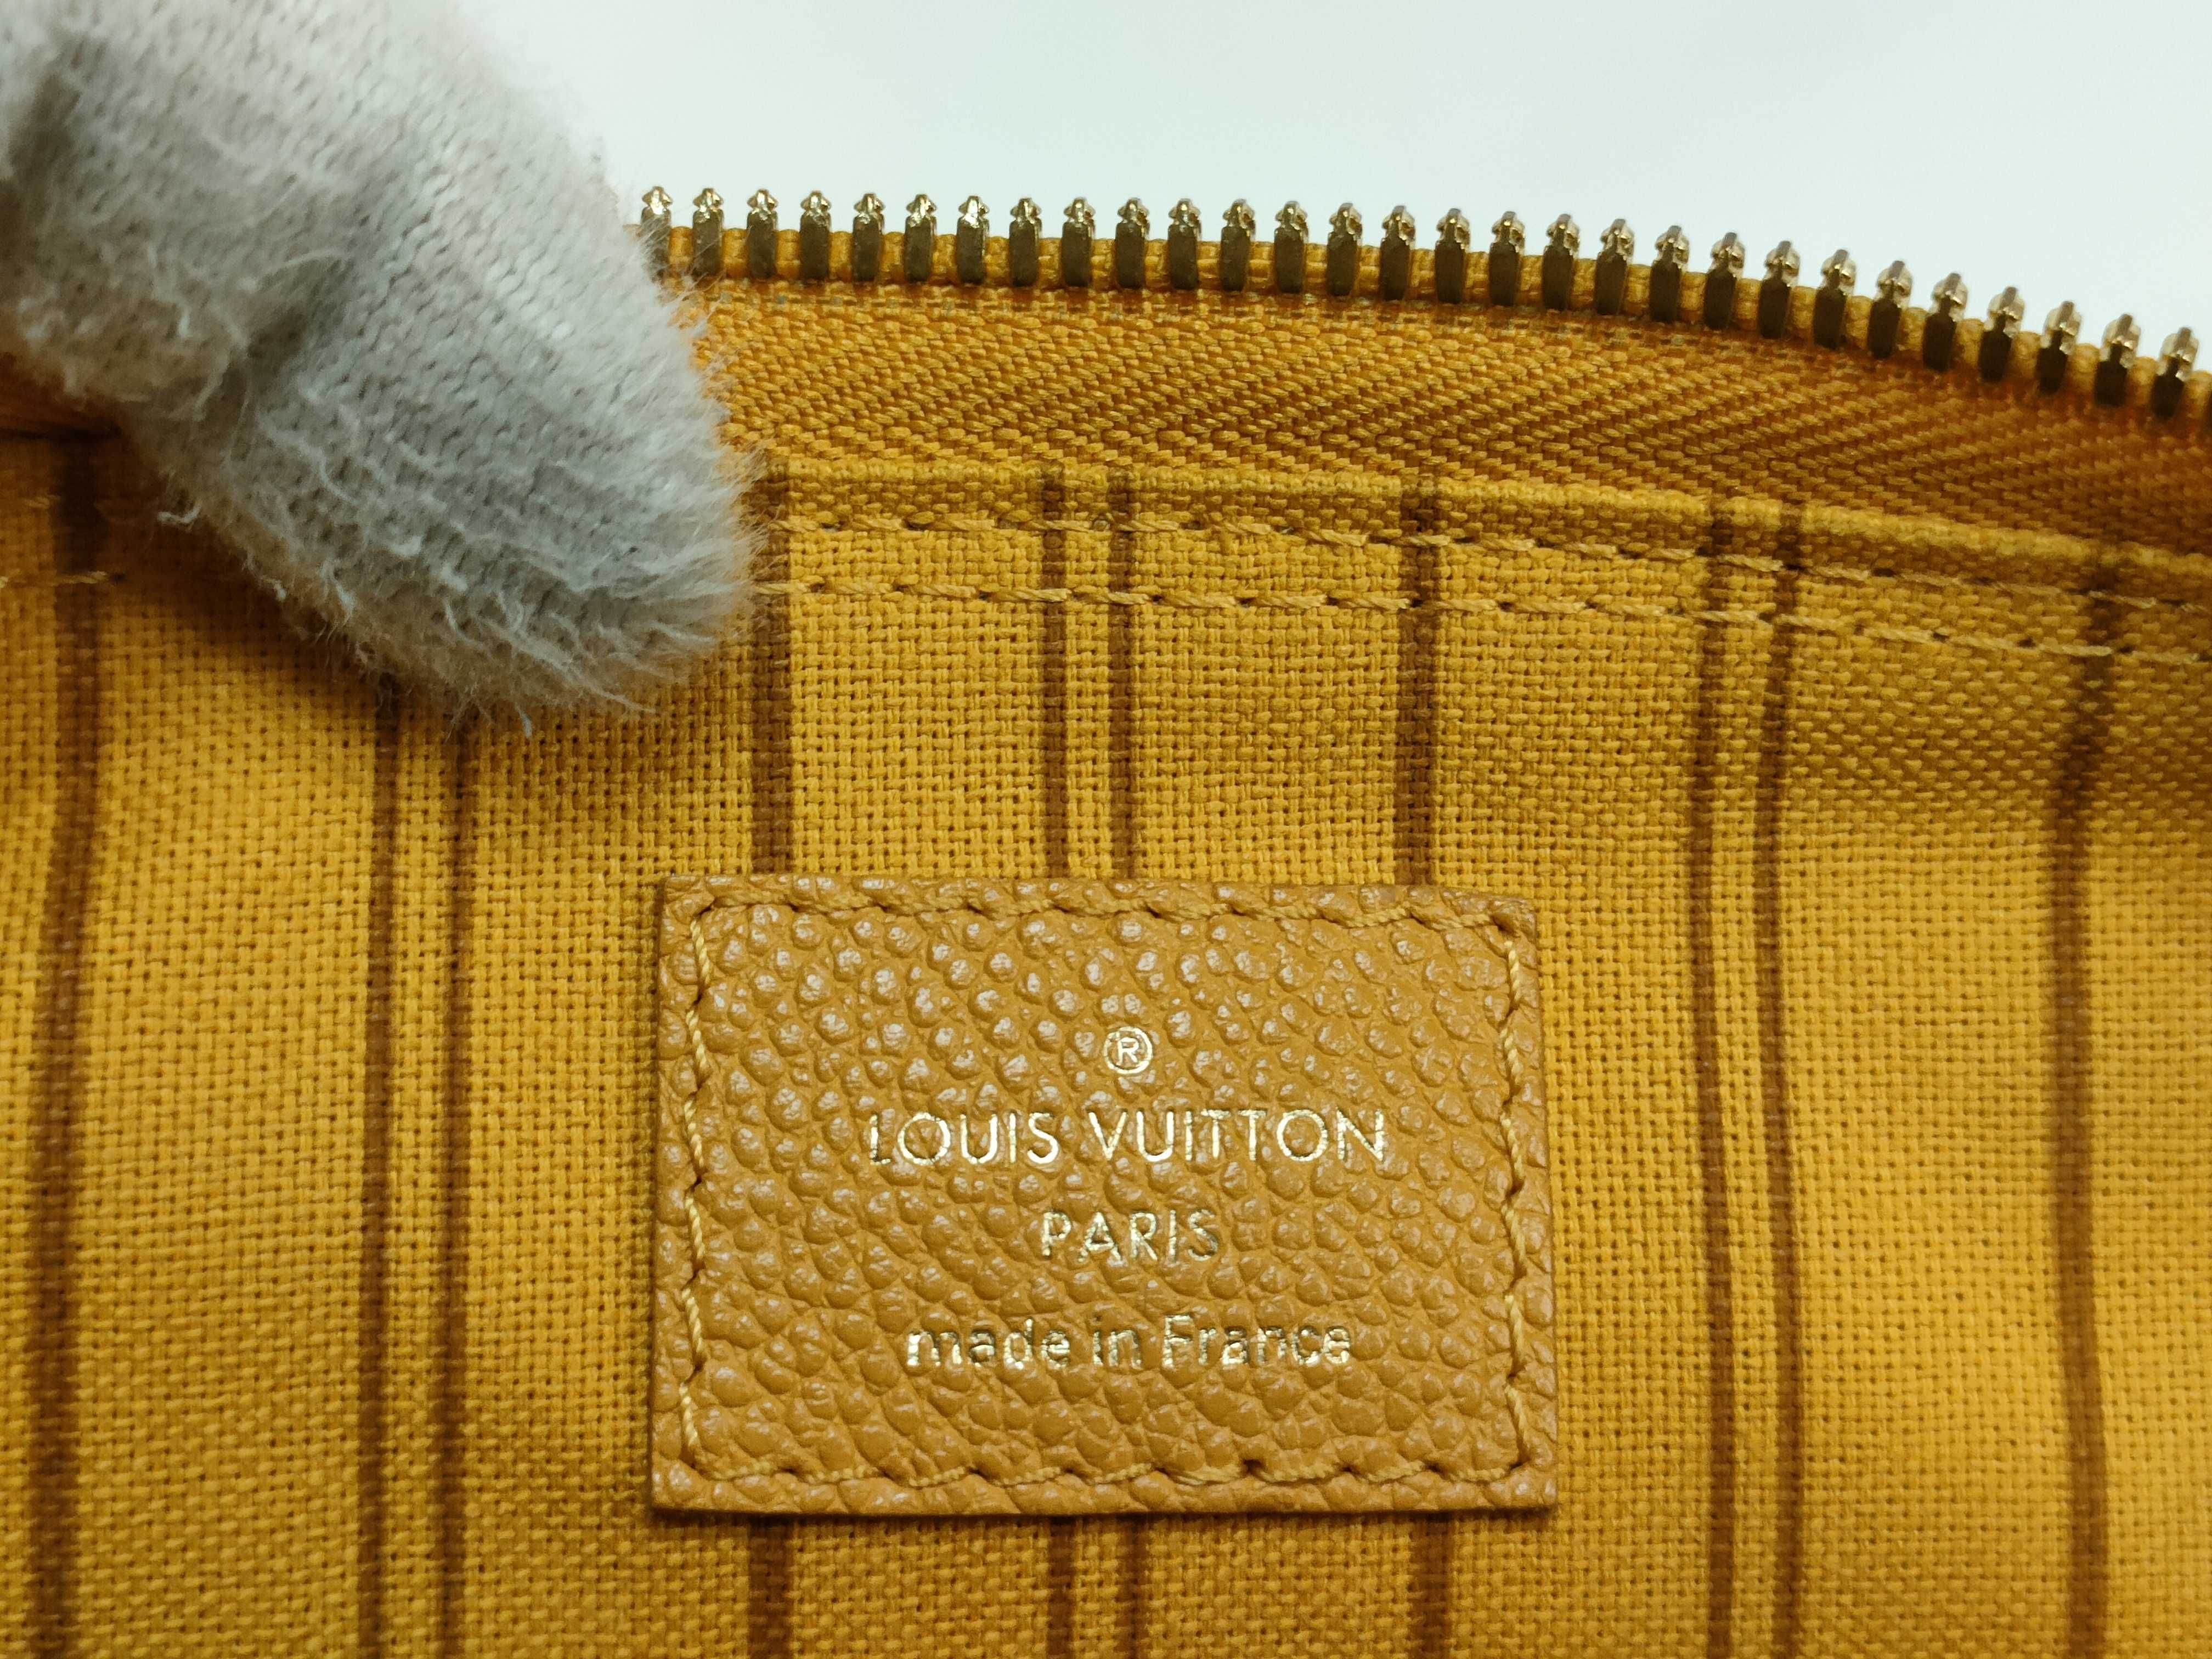 ®
LOUIS VUITTON
PARIS
made in France